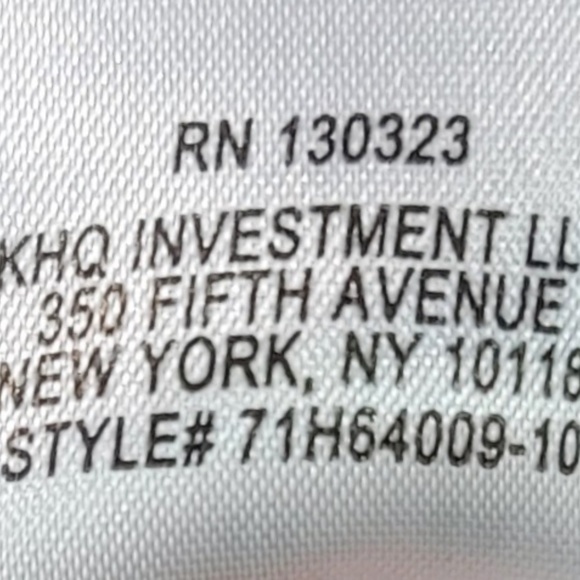 RN 130323
KHQ INVESTMENT LL
350 FIFTH AVENUE
NEW YORK, NY 10118
STYLE# 71H64009-10